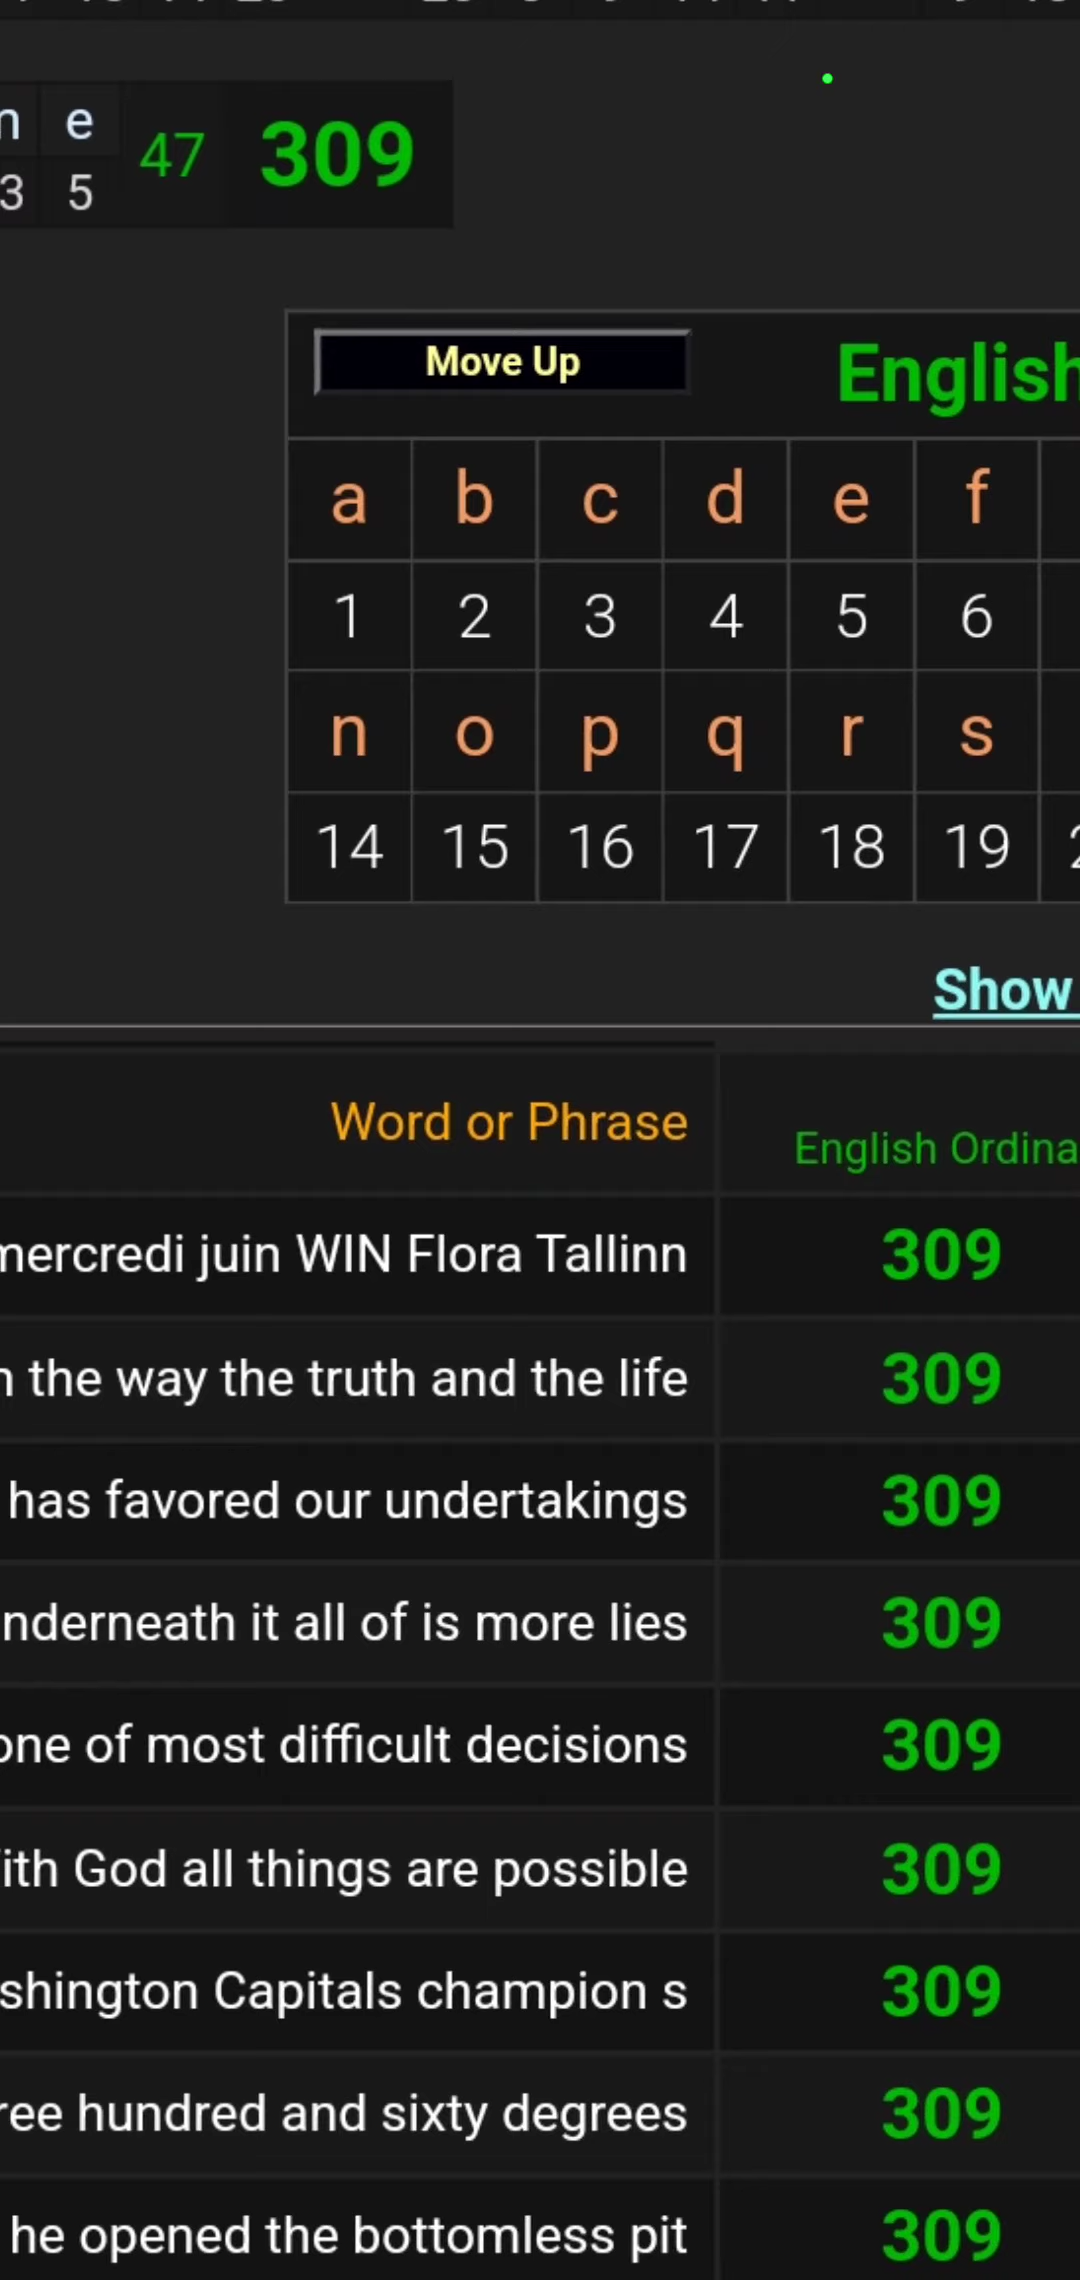 e
47 309
3 5
Move Up
English
a b c d e f
1 2 3 4 5 6
n o p q r s
14 15 16 17 18 19
Show
Word or Phrase
English Ordina
mercredi juin WIN Flora Tallinn 309
the way the truth and the life 309
has favored our undertakings 309
nderneath it all of is more lies 309
one of most difficult decisions 309
ith God all things are possible 309
shington Capitals champion s 309
ree hundred and sixty degrees 309
he opened the bottomless pit 309